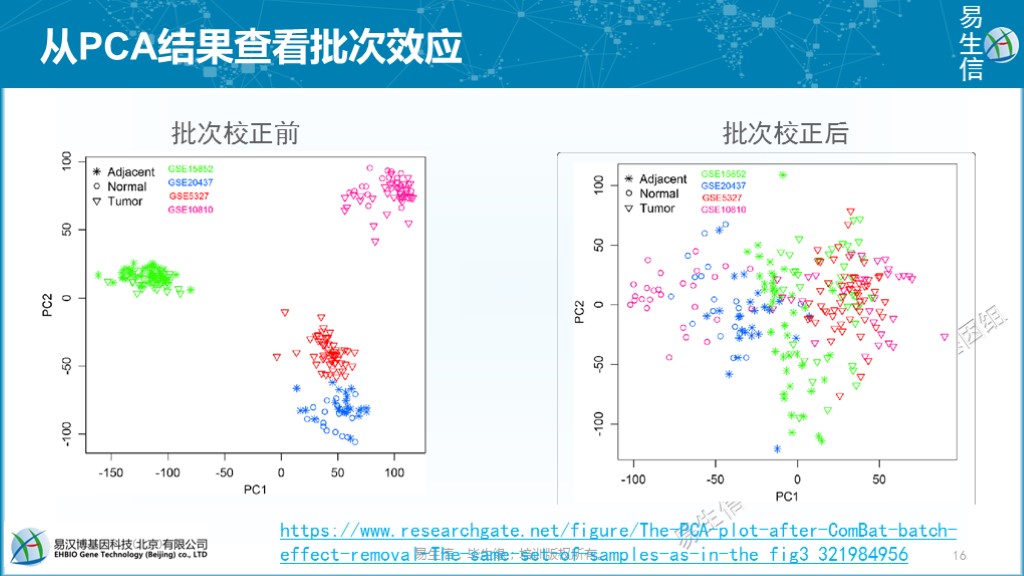 从PCA结果查看批次效应
易
生
信
批次校正前
批次校正后
Adjacent
Normal
Tumor
GSE15852
GSE20437
GSE5327
GSE10810
100
50
0
-50
-100
PC2
-150
-100
-50
0
50
100
PC1
Adjacent
Normal
Tumor
GSE15852
GSE20437
GSE5327
GSE10810
100
50
0
-50
-100
PC2
-100
-50
0
50
PC1
易生信
https://www.researchgate.net/figure/The-PCA-plot-after-ComBat-batch-
effect-removal-The-same-set-of-samples-as-in-the_fig3_321984956
易汉博基因科技(北京)有限公司
EHBIO Gene Technology (Beijing) co., LTD
16